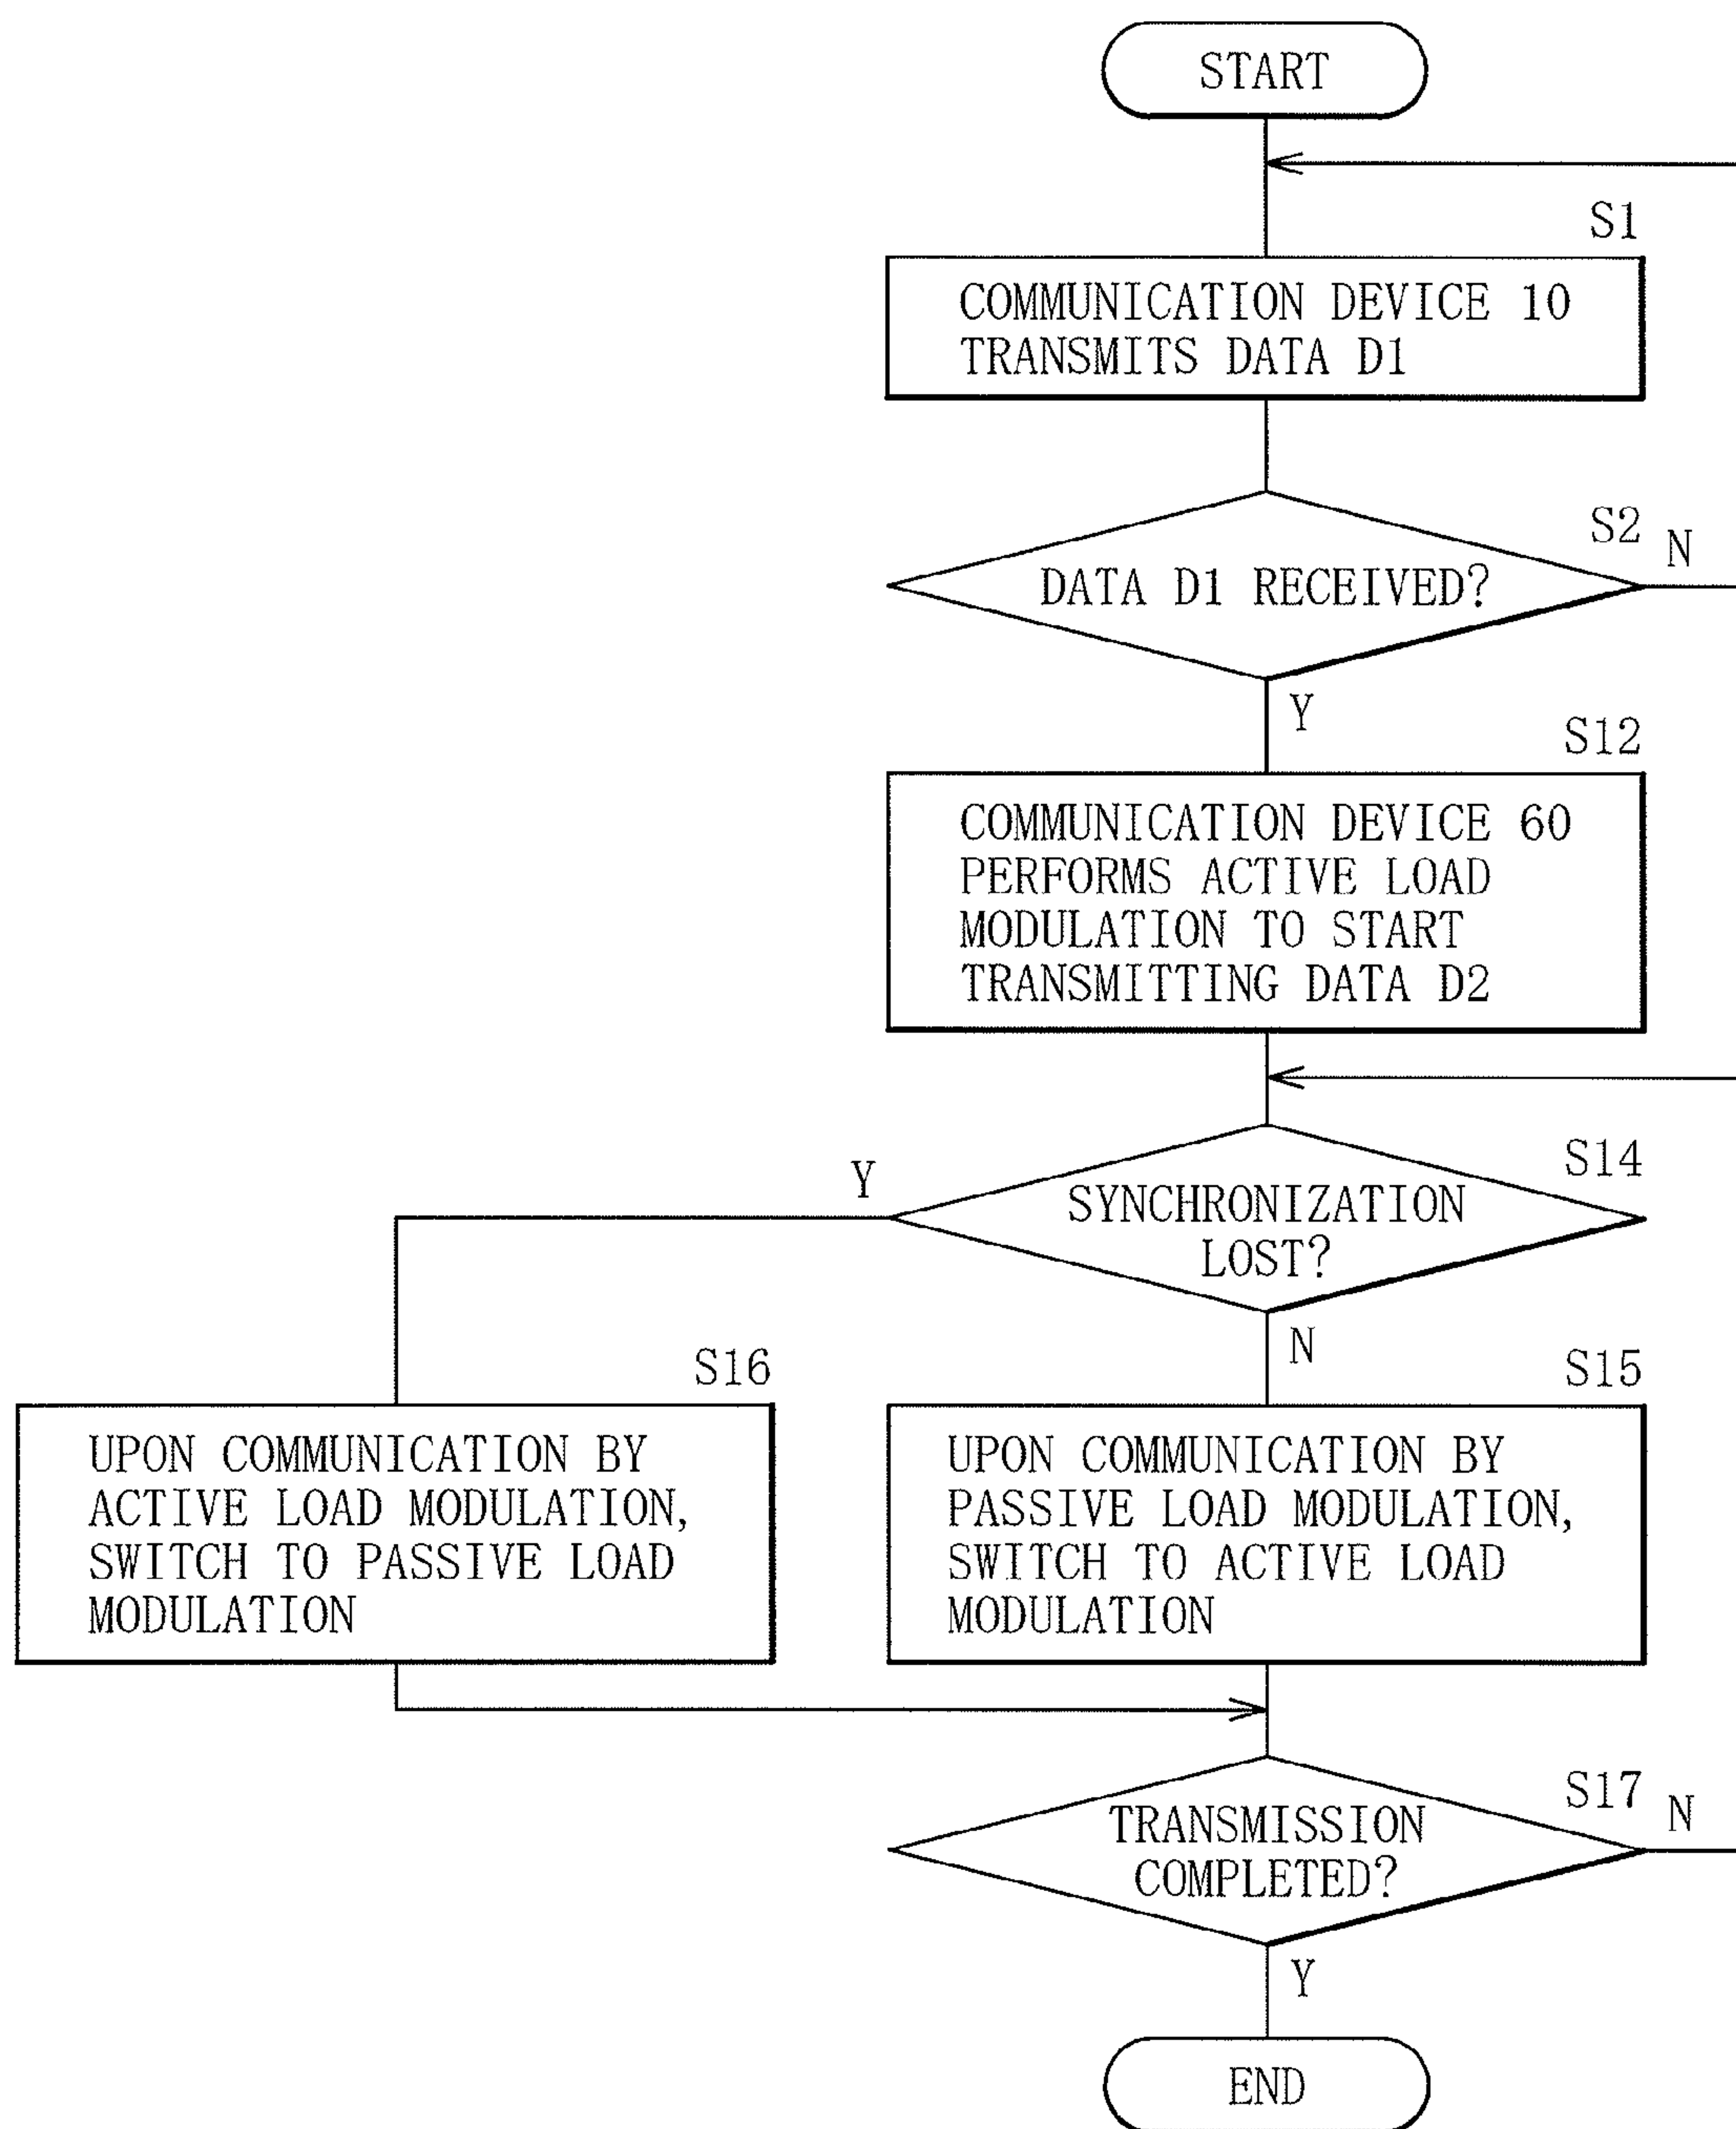 START
S1
COMMUNICATION DEVICE 10
TRANSMITS DATA D1
S2
N
DATA D1 RECEIVED?
Y
S12
COMMUNICATION DEVICE 60
PERFORMS ACTIVE LOAD
MODULATION TO START
TRANSMITTING DATA D2
S14
Y
SYNCHRONIZATION
LOST?
N
S16
UPON COMMUNICATION BY
ACTIVE LOAD MODULATION,
SWITCH TO PASSIVE LOAD
MODULATION
S15
UPON COMMUNICATION BY
PASSIVE LOAD MODULATION,
SWITCH TO ACTIVE LOAD
MODULATION
S17
N
TRANSMISSION
COMPLETED?
Y
END